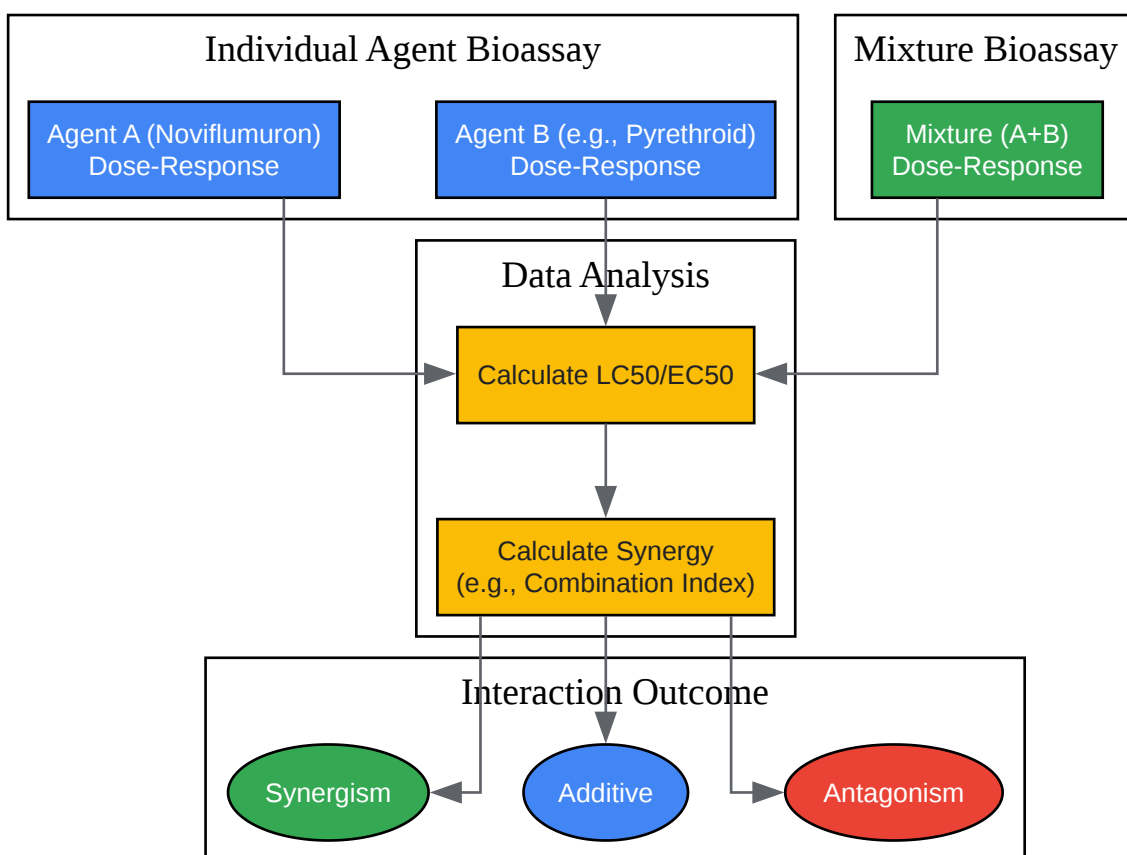 Individual Agent Bioassay
Mixture Bioassay
Agent A (Noviflumuron)
Dose-Response
Agent B (e.g., Pyrethroid)
Dose-Response
Mixture (A+B)
Dose-Response
Data Analysis
Calculate LC50/EC50
Calculate Synergy
(e.g., Combination Index)
Interaction Outcome
Synergism
Additive
Antagonism